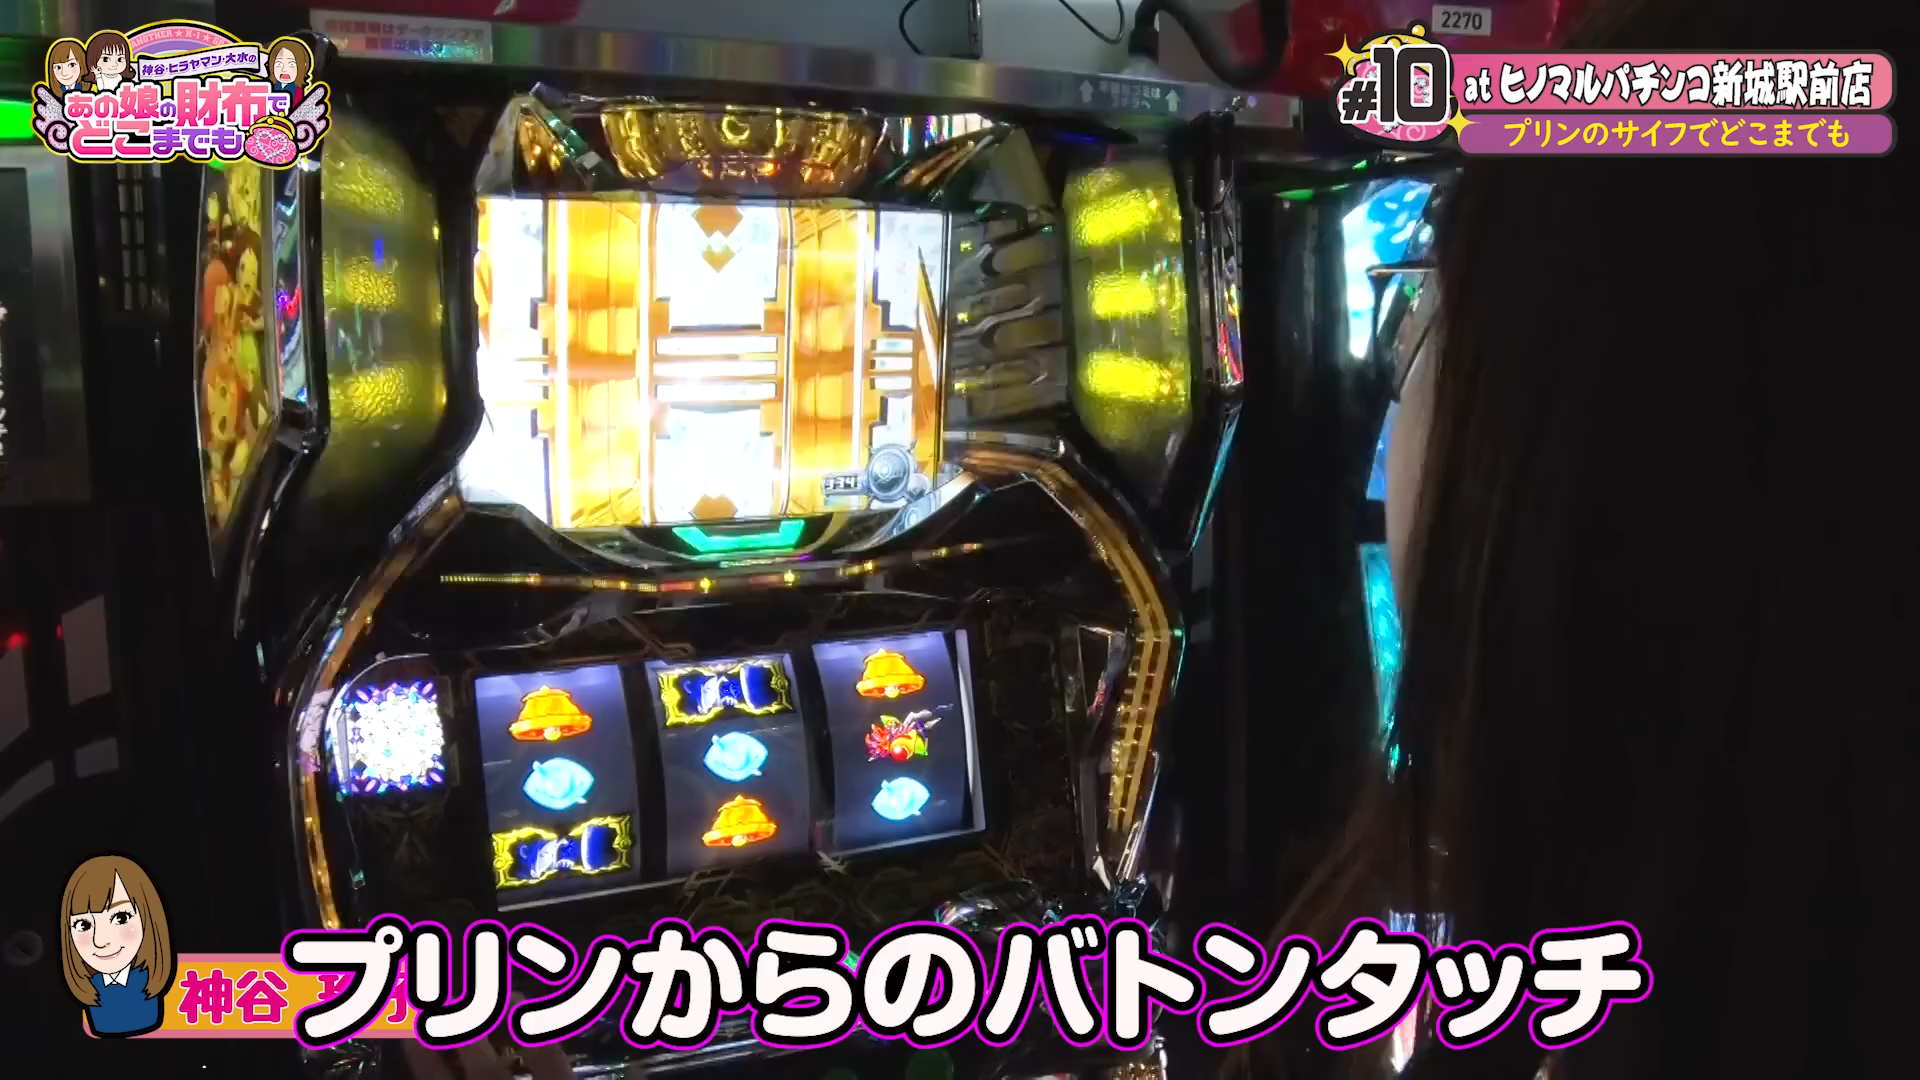 ANOTHER ★ H-1 ★
神谷・ヒラヤマン・大水の
あの娘の財布で
どこまでも
2270
#10 at ヒノマルパチンコ新城駅前店
プリンのサイフでどこまでも
334
神谷
プリンからのバトンタッチ